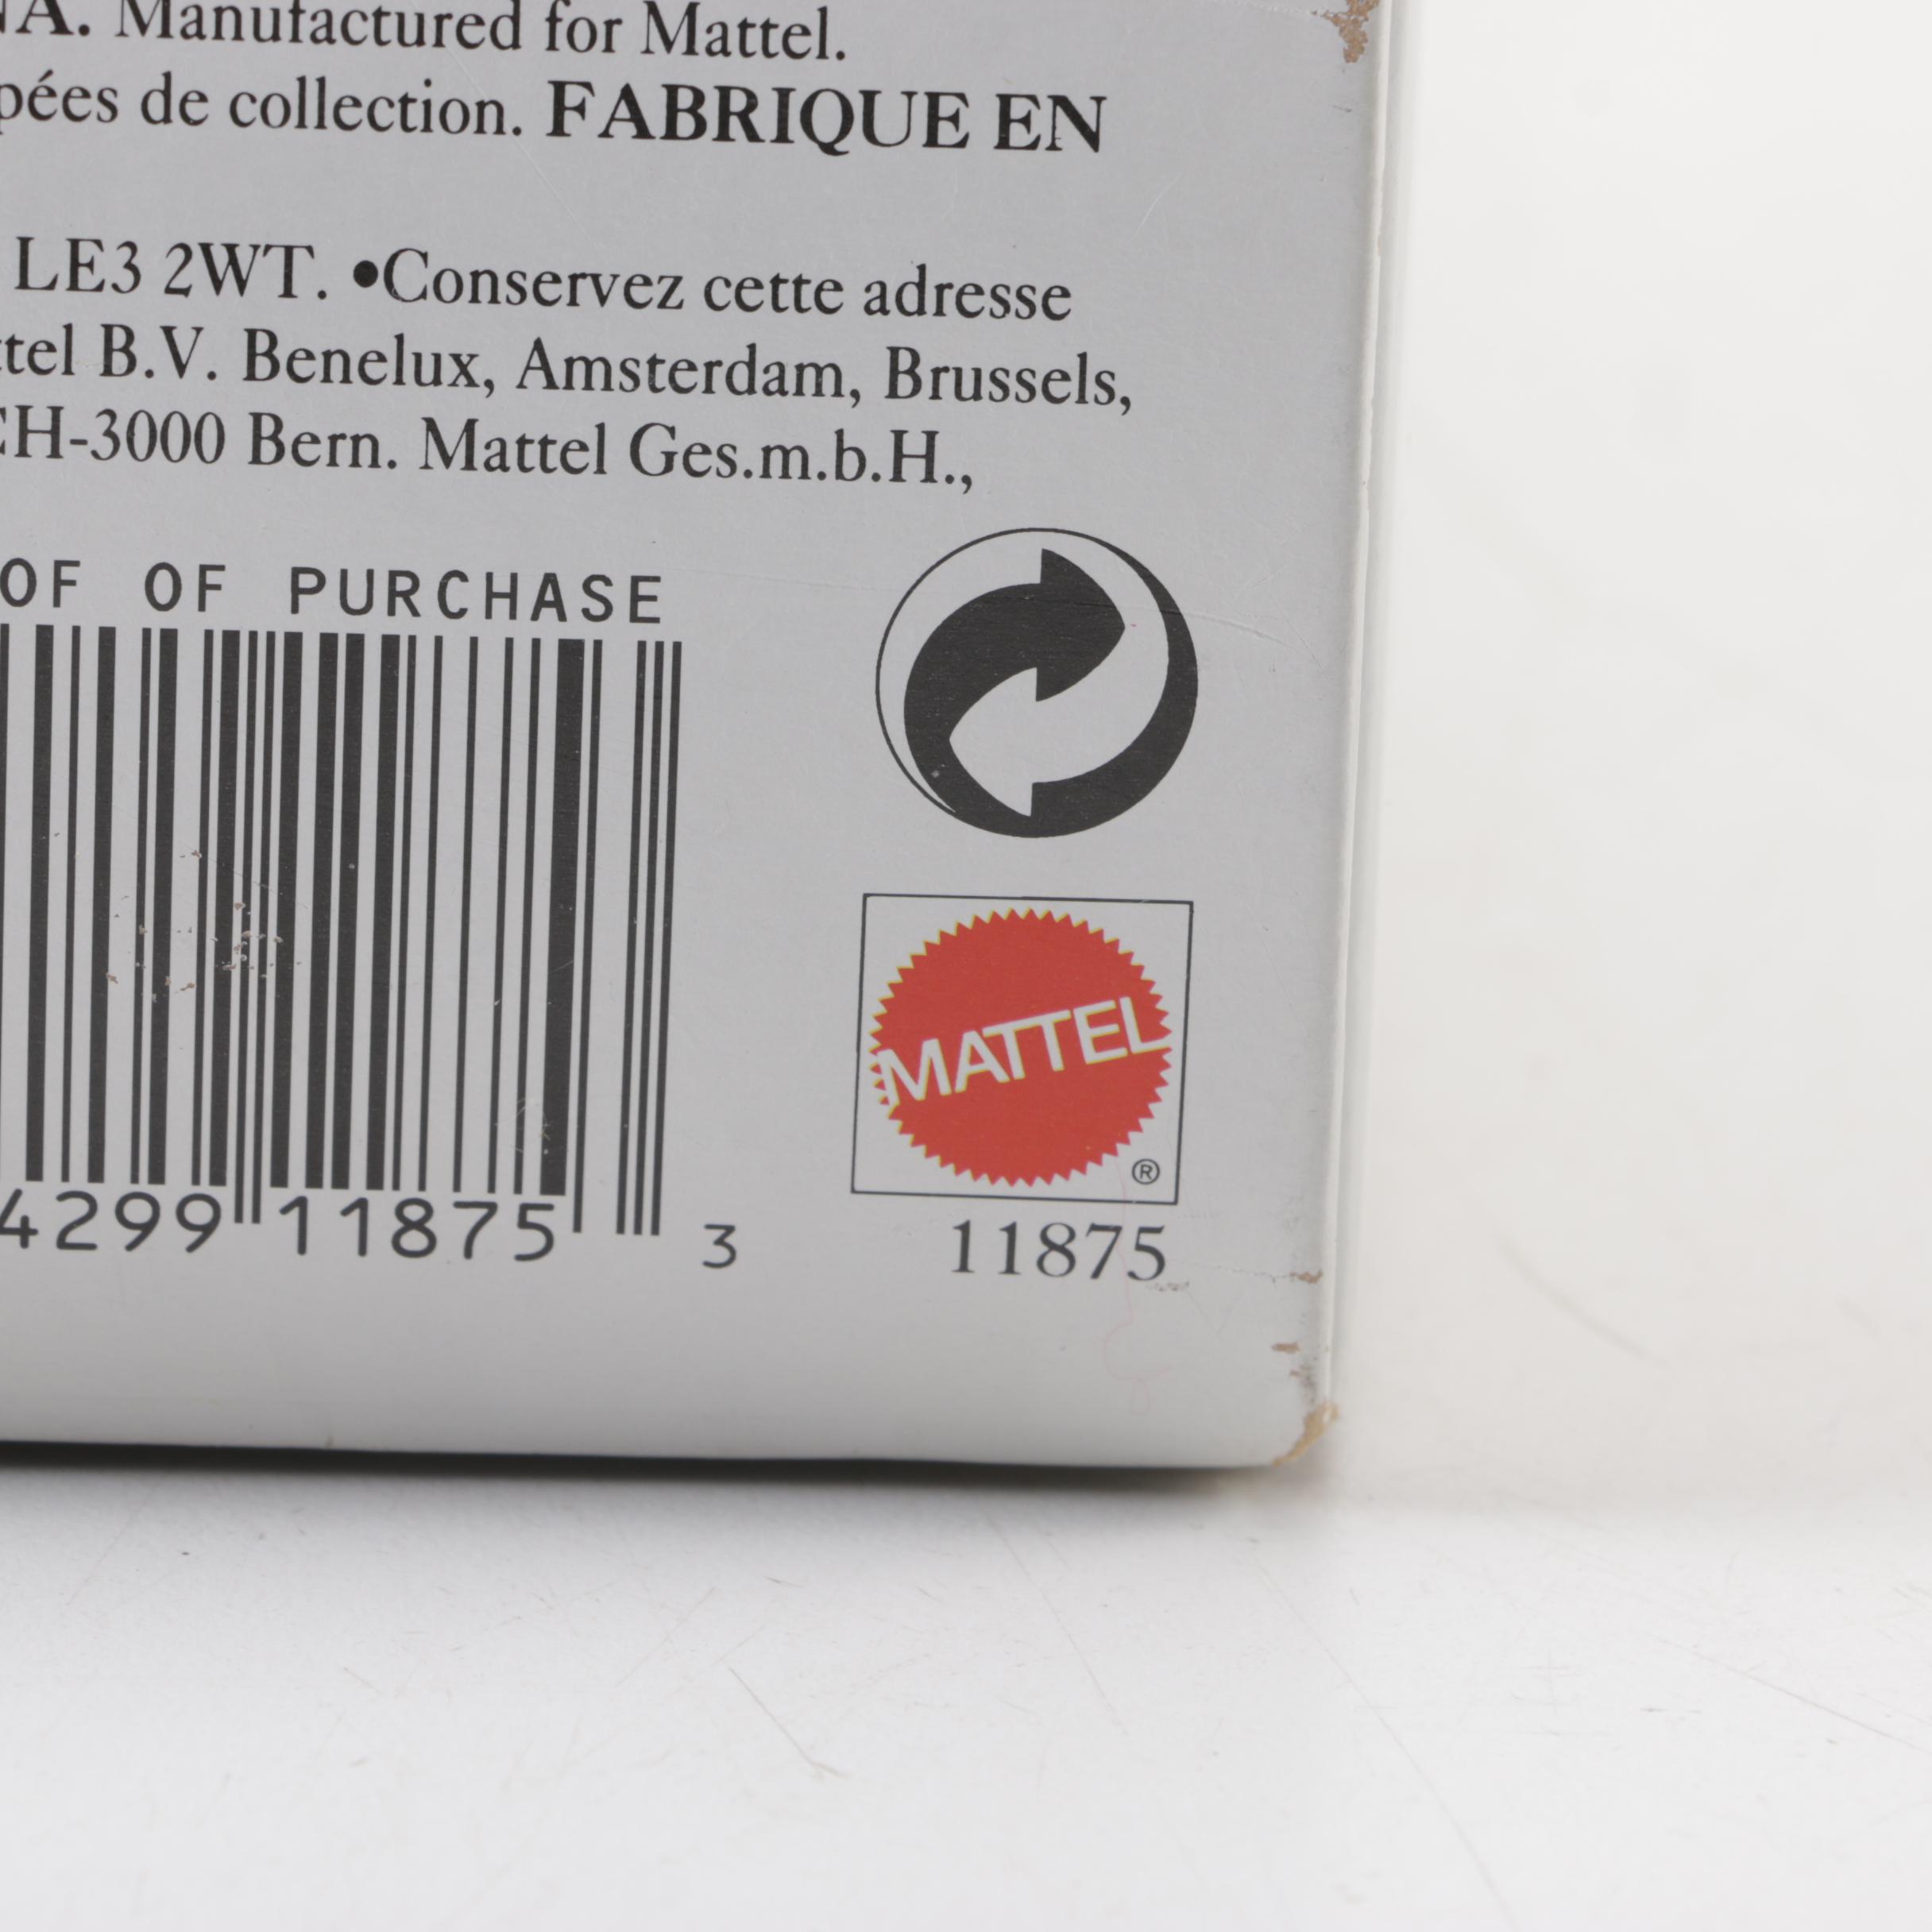 NA. Manufactured for Mattel.
pées de collection. FABRIQUE EN
LE3 2WT. •Conservez cette adresse
ttel B.V. Benelux, Amsterdam, Brussels,
CH-3000 Bern. Mattel Ges.m.b.H.,
OF OF PURCHASE
MATTEL
®
4299 11875 3
11875